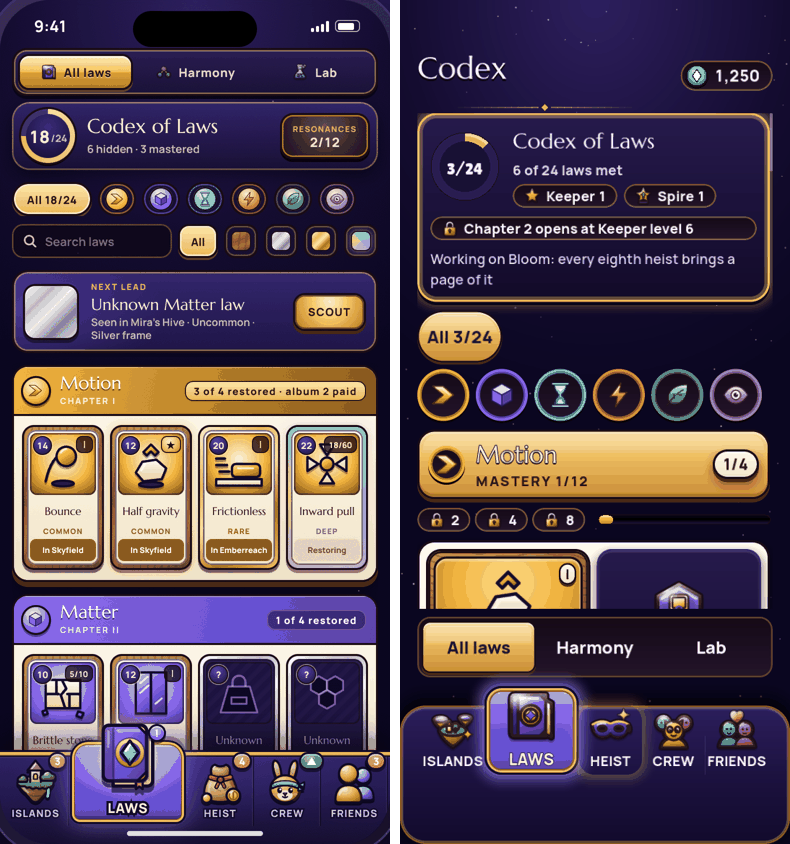 9:41
All laws
Harmony
Lab
18/24
Codex of Laws
6 hidden · 3 mastered
RESONANCES
2/12
All 18/24
Search laws
All
NEXT LEAD
Unknown Matter law
Seen in Mira's Hive · Uncommon ·
Silver frame
SCOUT
Motion
CHAPTER I
3 of 4 restored · album 2 paid
14
I
12
20
I
22
18/60
Bounce
Half gravity
Frictionless
Inward pull
COMMON
COMMON
RARE
DEEP
In Skyfield
In Skyfield
In Emberreach
Restoring
Matter
CHAPTER II
1 of 4 restored
10
5/10
12
I
?
?
Unknown
Unknown
3
1
4
3
ISLANDS
LAWS
HEIST
CREW
FRIENDS
Codex
1,250
3/24
Codex of Laws
6 of 24 laws met
Keeper 1
Spire 1
Chapter 2 opens at Keeper level 6
Working on Bloom: every eighth heist brings a
page of it
All 3/24
Motion
MASTERY 1/12
1/4
2
4
8
I
All laws
Harmony
Lab
ISLANDS
LAWS
HEIST
CREW
FRIENDS